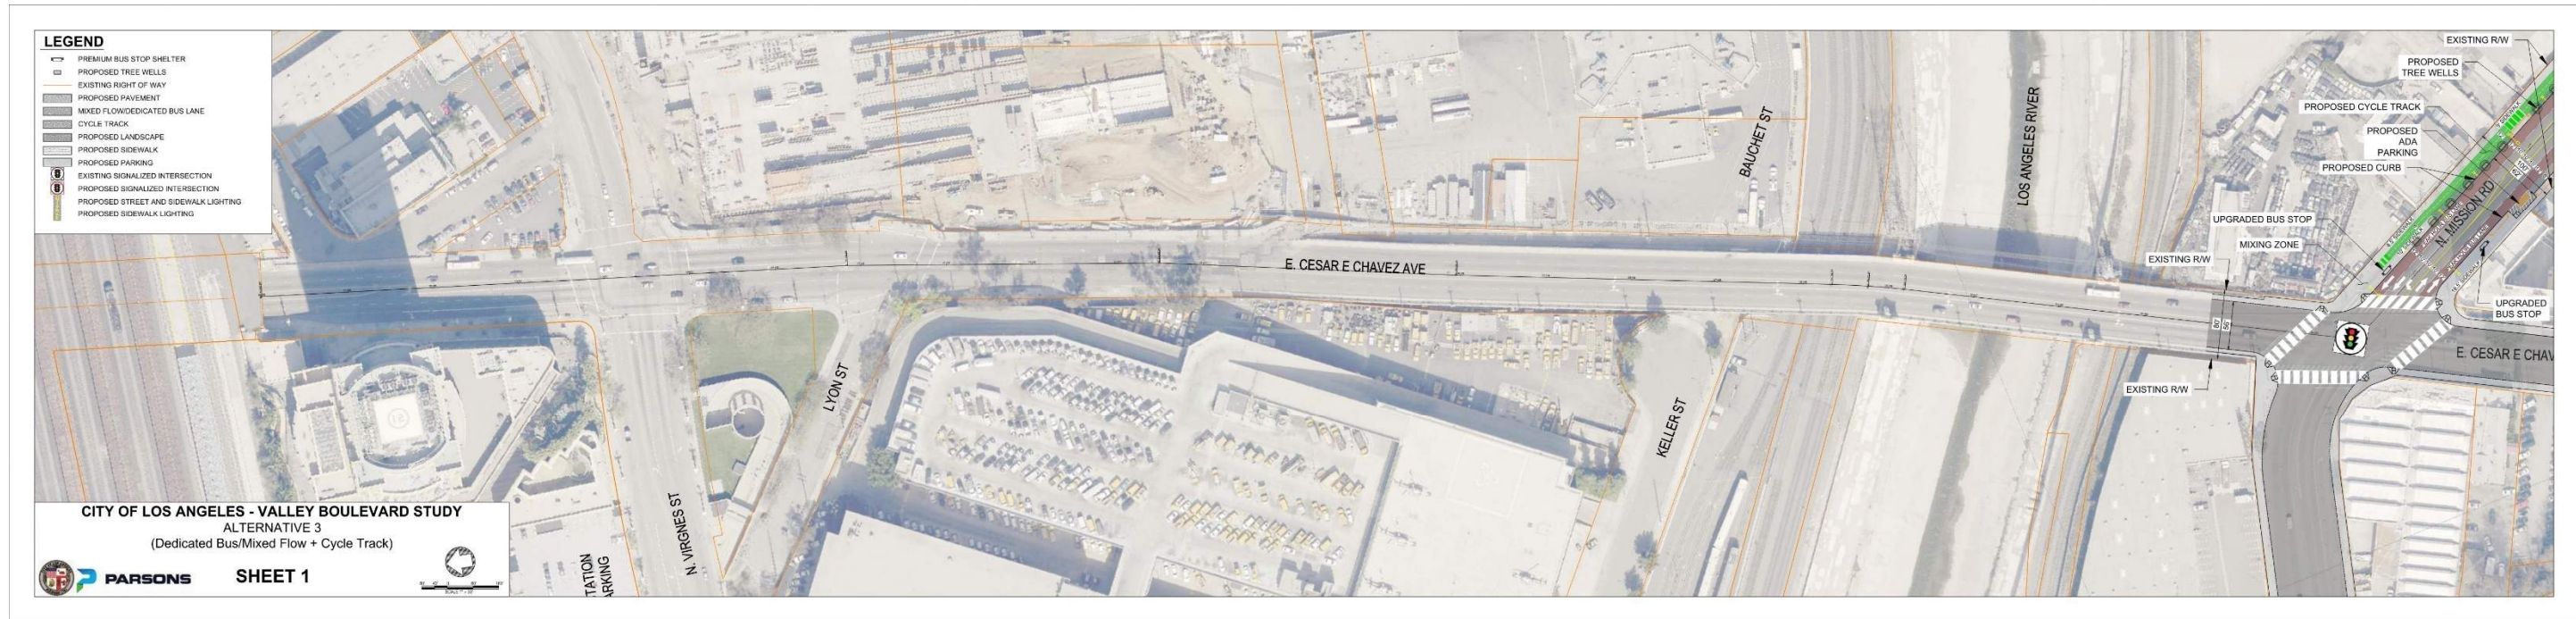 LEGEND
PREMIUM BUS STOP SHELTER
PROPOSED TREE WELLS
EXISTING RIGHT OF WAY
PROPOSED PAVEMENT
MIXED FLOW/DEDICATED BUS LANE
CYCLE TRACK
PROPOSED LANDSCAPE
PROPOSED SIDEWALK
PROPOSED PARKING
EXISTING SIGNALIZED INTERSECTION
PROPOSED SIGNALIZED INTERSECTION
PROPOSED STREET AND SIDEWALK LIGHTING
PROPOSED SIDEWALK LIGHTING
E. CESAR E CHAVEZ AVE
BAUCHET ST
LOS ANGELES RIVER
LYON ST
KELLER ST
N. VIRGNES ST
TATION
ARKING
EXISTING R/W
PROPOSED
TREE WELLS
PROPOSED CYCLE TRACK
PROPOSED
ADA
PARKING
PROPOSED CURB
N. MISSION RD
UPGRADED BUS STOP
MIXING ZONE
EXISTING R/W
80'
56'
UPGRADED
BUS STOP
E. CESAR E CHAV
EXISTING R/W
CITY OF LOS ANGELES - VALLEY BOULEVARD STUDY
ALTERNATIVE 3
(Dedicated Bus/Mixed Flow + Cycle Track)
PARSONS
SHEET 1